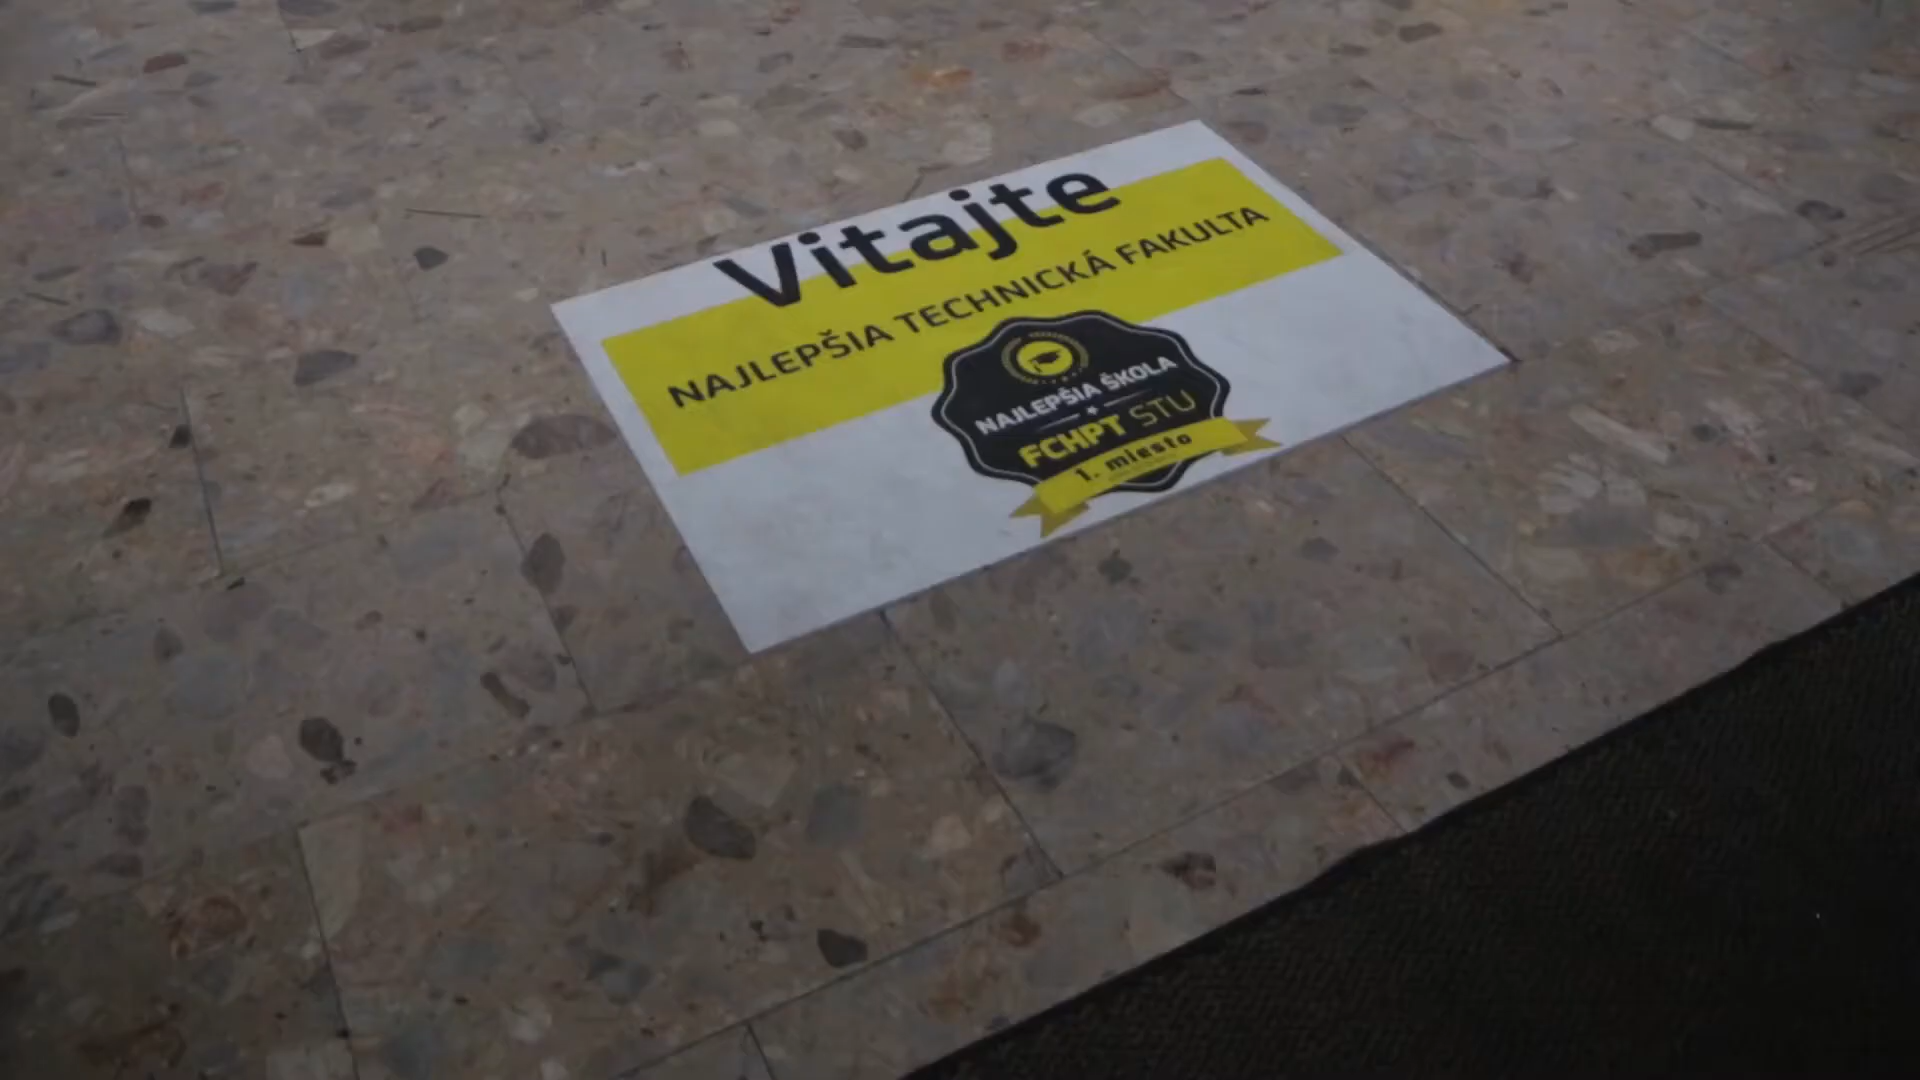 Vitajte
NAJLEPŠIA TECHNICKÁ FAKULTA
NAJLEPŠIA ŠKOLA
FCHPT STU
1. miesto